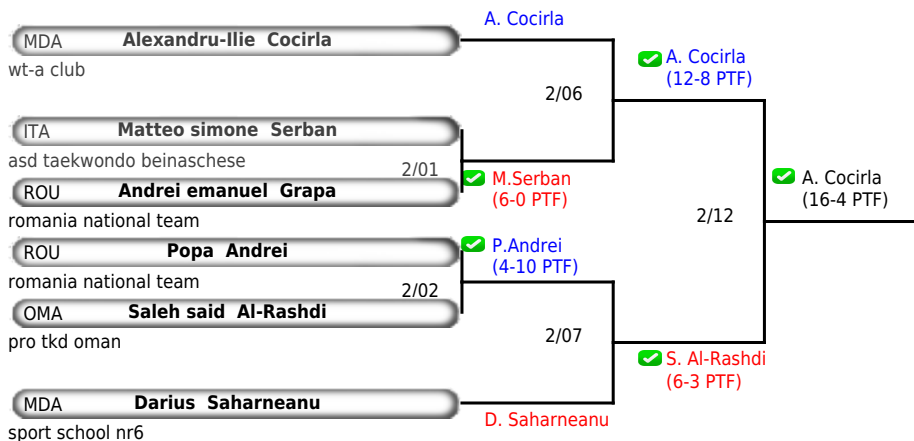 A. Cocirla
MDA Alexandru-Ilie Cocirla
wt-a club
A. Cocirla
(12-8 PTF)
2/06
ITA Matteo simone Serban
asd taekwondo beinaschese
2/01
M.Serban
(6-0 PTF)
ROU Andrei emanuel Grapa
romania national team
A. Cocirla
(16-4 PTF)
2/12
ROU Popa Andrei
romania national team
P.Andrei
(4-10 PTF)
2/02
OMA Saleh said Al-Rashdi
pro tkd oman
2/07
S. Al-Rashdi
(6-3 PTF)
MDA Darius Saharneanu
sport school nr6
D. Saharneanu